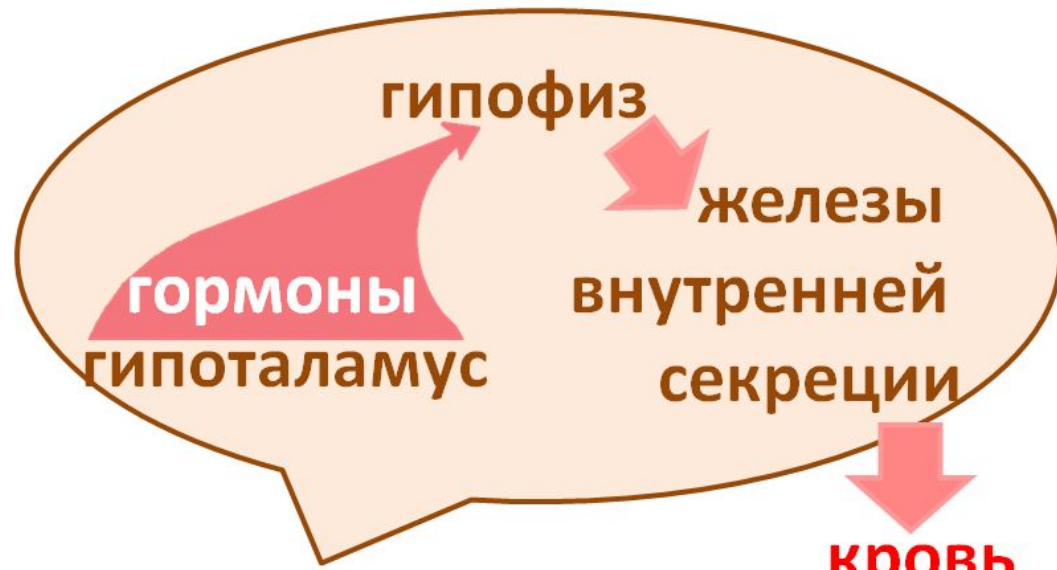 гипофиз
железы
внутренней
секреции
гормоны
гипоталамус
кровь